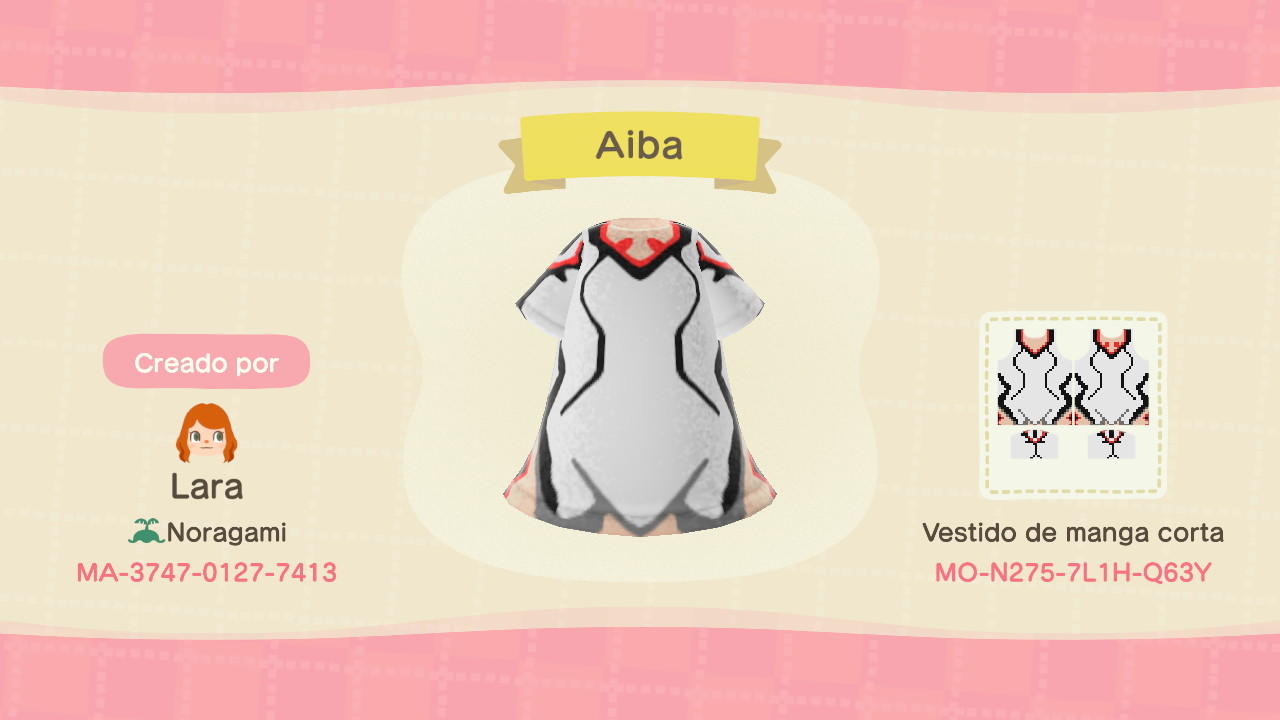 Aiba
Creado por
Lara
Noragami
MA-3747-0127-7413
Vestido de manga corta
MO-N275-7L1H-Q63Y